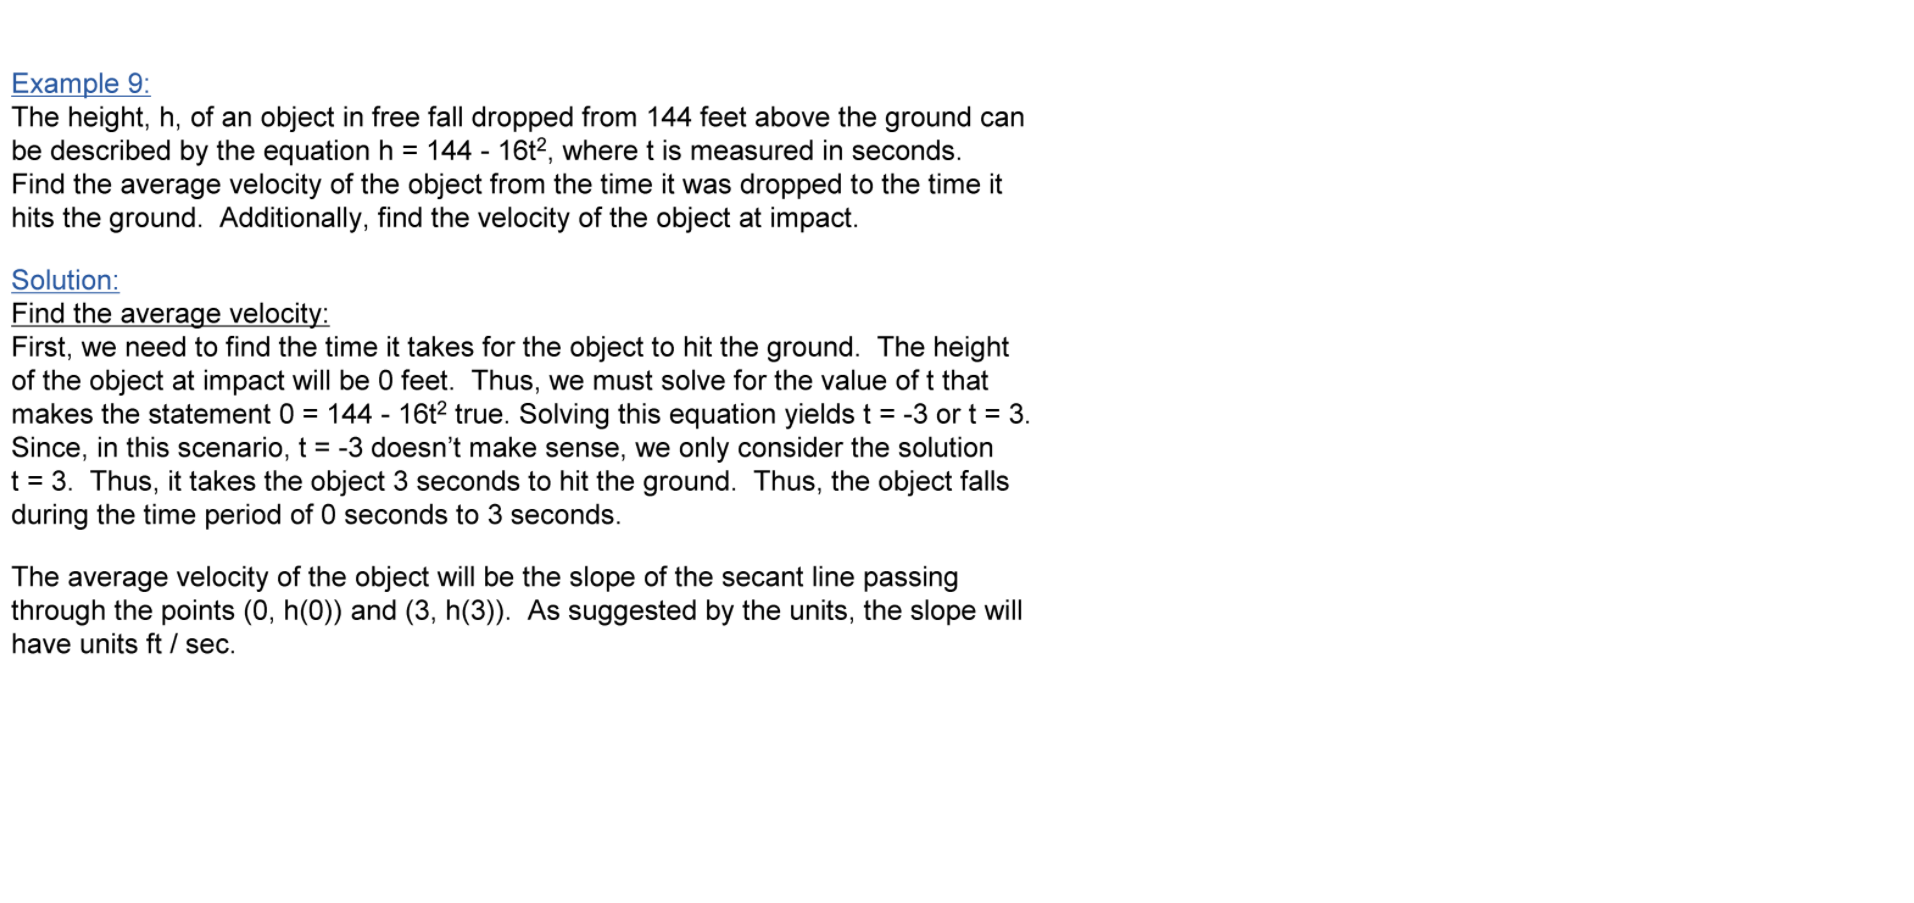 Example 9:
The height, h, of an object in free fall dropped from 144 feet above the ground can
be described by the equation h = 144 - 16t², where t is measured in seconds.
Find the average velocity of the object from the time it was dropped to the time it
hits the ground.  Additionally, find the velocity of the object at impact.
Solution:
Find the average velocity:
First, we need to find the time it takes for the object to hit the ground.  The height
of the object at impact will be 0 feet.  Thus, we must solve for the value of t that
makes the statement 0 = 144 - 16t² true. Solving this equation yields t = -3 or t = 3.
Since, in this scenario, t = -3 doesn’t make sense, we only consider the solution
t = 3.  Thus, it takes the object 3 seconds to hit the ground.  Thus, the object falls
during the time period of 0 seconds to 3 seconds.
The average velocity of the object will be the slope of the secant line passing
through the points (0, h(0)) and (3, h(3)).  As suggested by the units, the slope will
have units ft / sec.